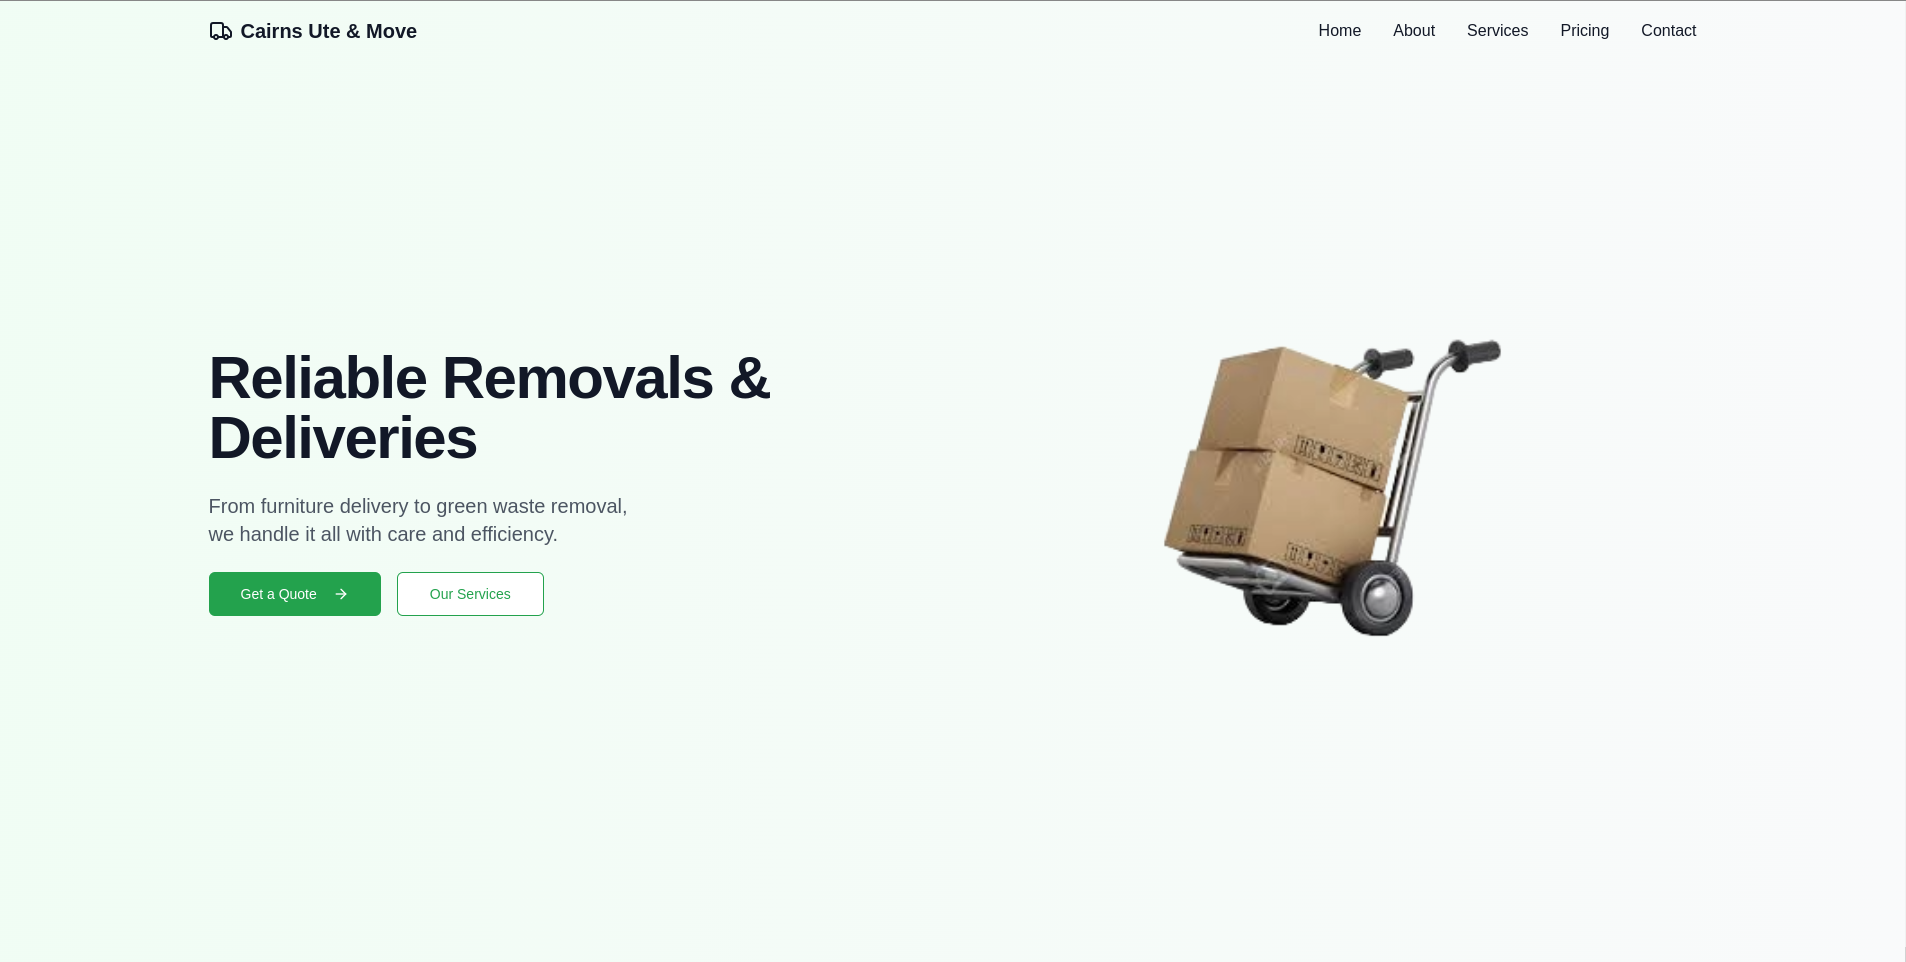 Cairns Ute & Move
Home
About
Services
Pricing
Contact
Reliable Removals &
Deliveries
From furniture delivery to green waste removal,
we handle it all with care and efficiency.
Get a Quote
Our Services